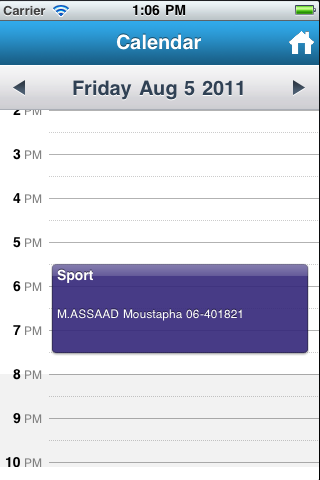 Carrier 1:06 PM
Calendar
Friday Aug 5 2011
2 PM
3 PM
4 PM
5 PM
Sport
6 PM
M.ASSAAD Moustapha 06-401821
7 PM
8 PM
9 PM
10 PM